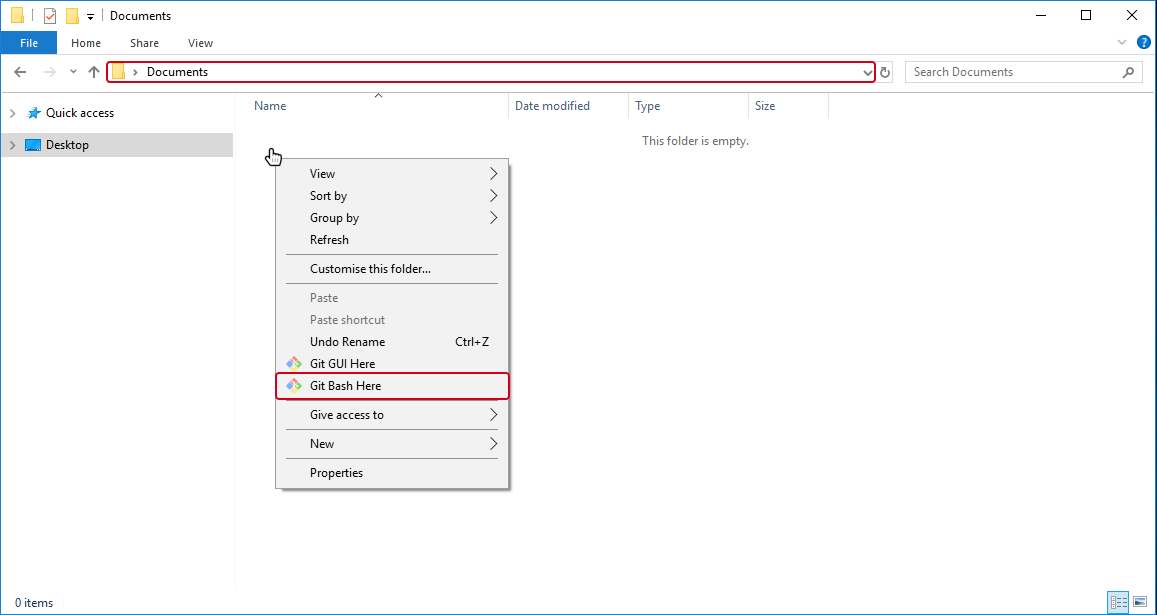 Documents
File Home Share View
Documents
Search Documents
Quick access
Desktop
Name Date modified Type Size
This folder is empty.
View
Sort by
Group by
Refresh
Customise this folder...
Paste
Paste shortcut
Undo Rename Ctrl+Z
Git GUI Here
Git Bash Here
Give access to
New
Properties
0 items